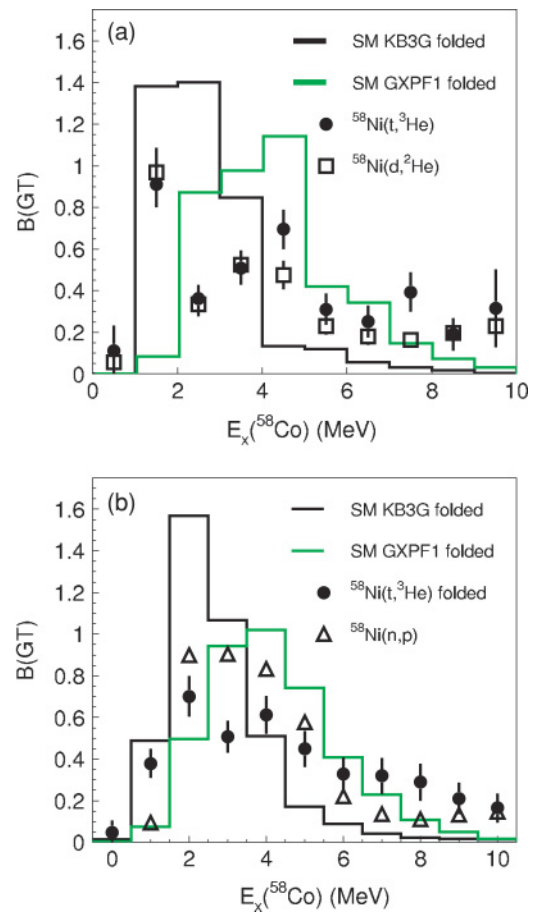 (a)
SM KB3G folded
SM GXPF1 folded
⁵⁸Ni(t,³He)
⁵⁸Ni(d,²He)
B(GT)
1.6
1.4
1.2
1
0.8
0.6
0.4
0.2
0
0 2 4 6 8 10
Eₓ(⁵⁸Co) (MeV)
(b)
SM KB3G folded
SM GXPF1 folded
⁵⁸Ni(t,³He) folded
⁵⁸Ni(n,p)
B(GT)
1.6
1.4
1.2
1
0.8
0.6
0.4
0.2
0
0 2 4 6 8 10
Eₓ(⁵⁸Co) (MeV)